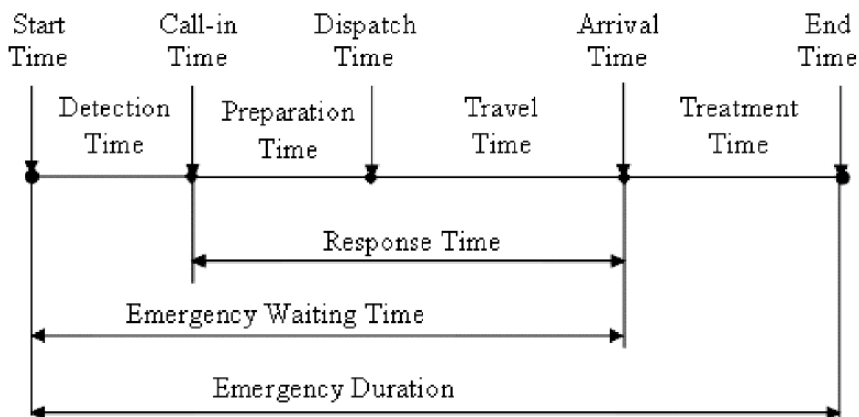 Start Time
Call-in Time
Dispatch Time
Arrival Time
End Time
Detection Time
Preparation Time
Travel Time
Treatment Time
Response Time
Emergency Waiting Time
Emergency Duration